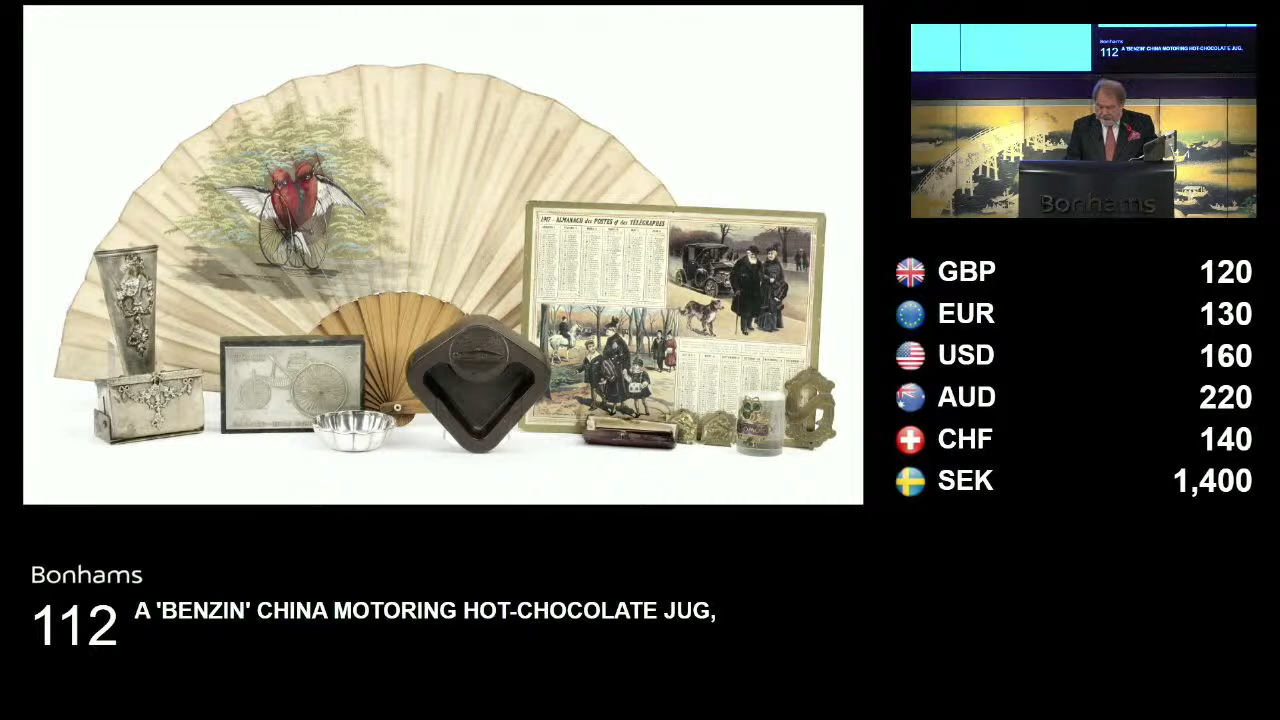 1907 - ALMANACH des POSTES et des TÉLÉGRAPHES
Bonhams
112 A 'BENZIN' CHINA MOTORING HOT-CHOCOLATE JUG,
Bonhams
GBP 120
EUR 130
USD 160
AUD 220
CHF 140
SEK 1,400
Bonhams
112 A 'BENZIN' CHINA MOTORING HOT-CHOCOLATE JUG,